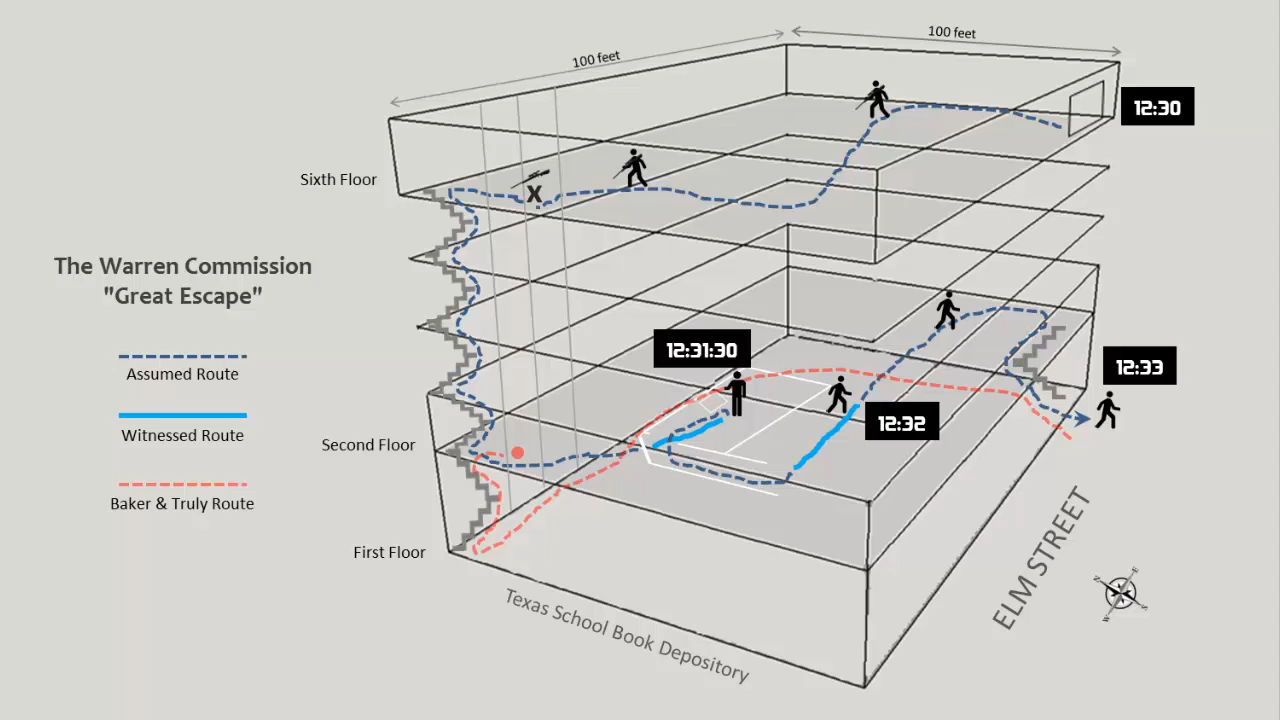 100 feet
100 feet
12:30
Sixth Floor
The Warren Commission
"Great Escape"
12:31:30
12:33
Assumed Route
12:32
Witnessed Route
Second Floor
Baker & Truly Route
First Floor
ELM STREET
Texas School Book Depository
N
E
W
S